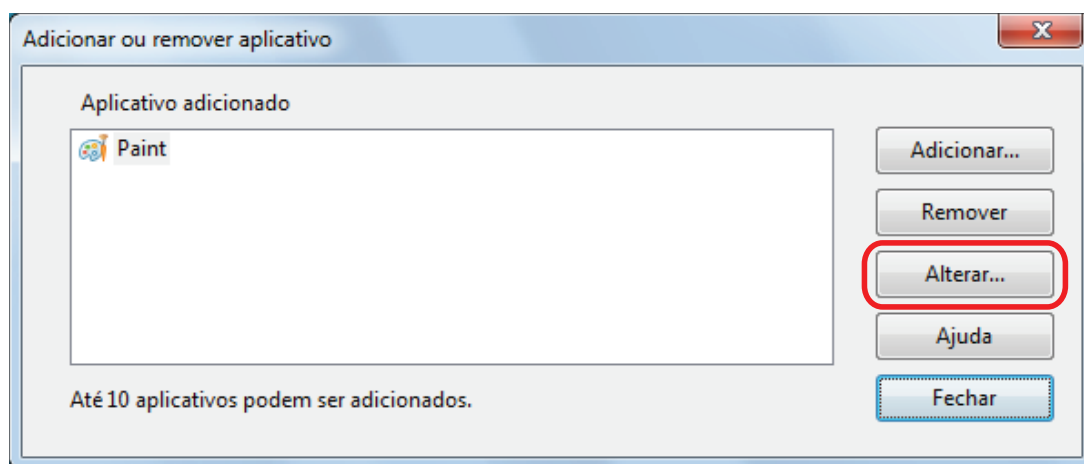 Adicionar ou remover aplicativo
Aplicativo adicionado
Paint
Adicionar...
Remover
Alterar...
Ajuda
Até 10 aplicativos podem ser adicionados.
Fechar